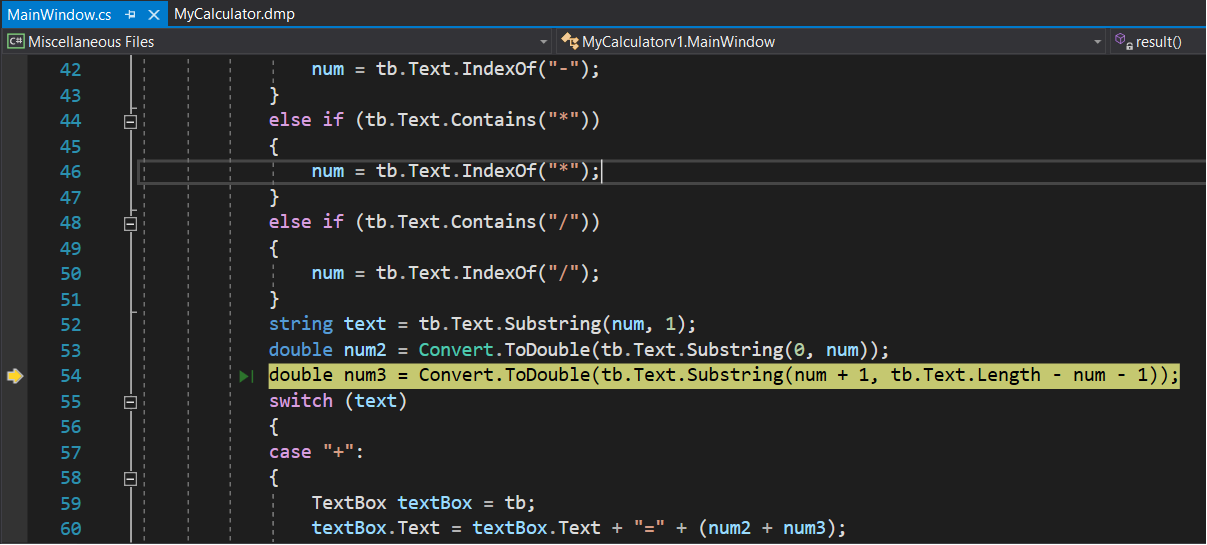 MainWindow.cs MyCalculator.dmp
C# Miscellaneous Files MyCalculatorv1.MainWindow result()
42 num = tb.Text.IndexOf("-");
43 }
44 else if (tb.Text.Contains("*"))
45 {
46 num = tb.Text.IndexOf("*");
47 }
48 else if (tb.Text.Contains("/"))
49 {
50 num = tb.Text.IndexOf("/");
51 }
52 string text = tb.Text.Substring(num, 1);
53 double num2 = Convert.ToDouble(tb.Text.Substring(0, num));
54 double num3 = Convert.ToDouble(tb.Text.Substring(num + 1, tb.Text.Length - num - 1));
55 switch (text)
56 {
57 case "+":
58 {
59 TextBox textBox = tb;
60 textBox.Text = textBox.Text + "=" + (num2 + num3);